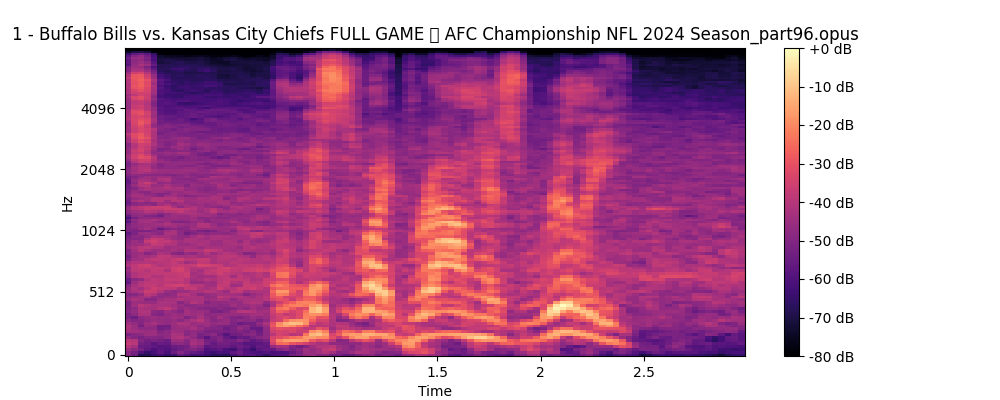 1 - Buffalo Bills vs. Kansas City Chiefs FULL GAME ▯ AFC Championship NFL 2024 Season_part96.opus
+0 dB
-10 dB
-20 dB
-30 dB
-40 dB
-50 dB
-60 dB
-70 dB
-80 dB
4096
2048
1024
512
0
Hz
0
0.5
1
1.5
2
2.5
Time